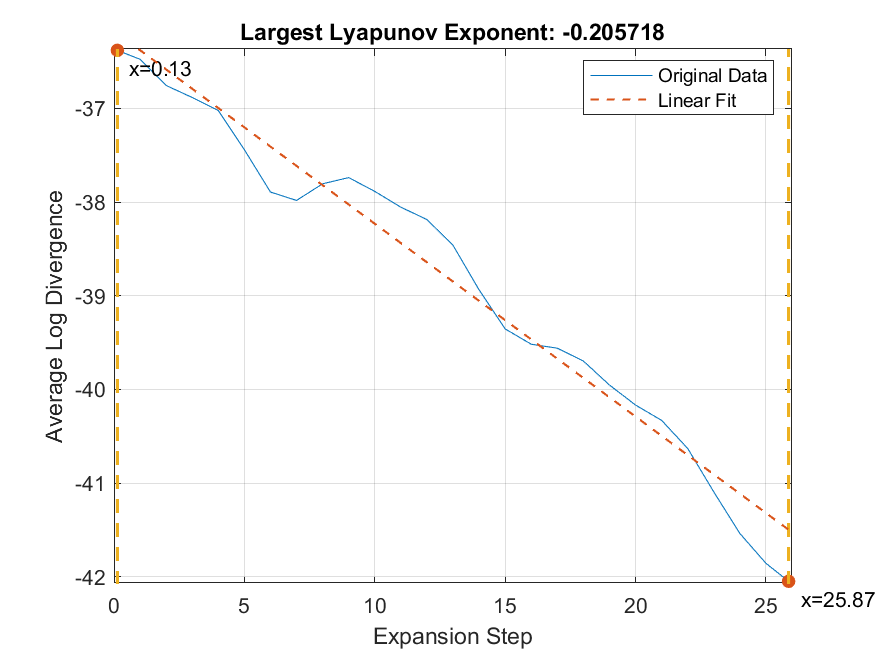 Largest Lyapunov Exponent: -0.205718
x=0.13
Original Data
Linear Fit
-37
-38
-39
-40
-41
-42
Average Log Divergence
0 5 10 15 20 25
x=25.87
Expansion Step